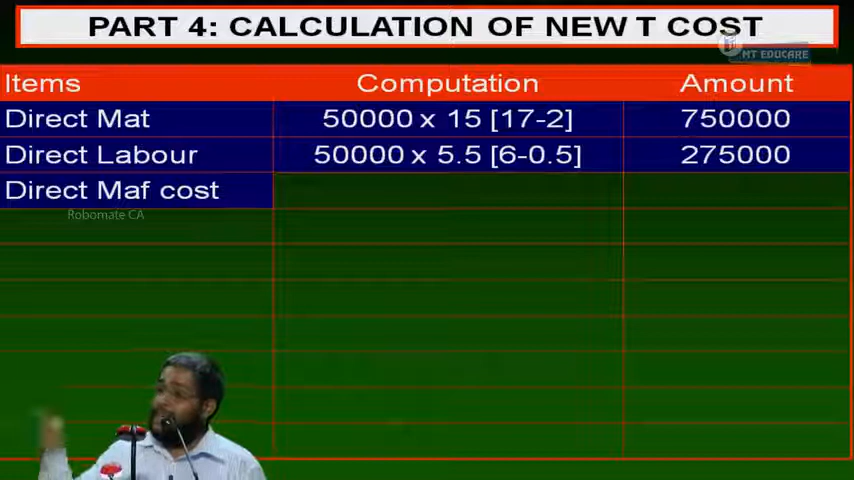 PART 4: CALCULATION OF NEW T COST
MT EDUCARE
Items Computation Amount
Direct Mat 50000 x 15 [17-2] 750000
Direct Labour 50000 x 5.5 [6-0.5] 275000
Direct Maf cost
Robomate CA